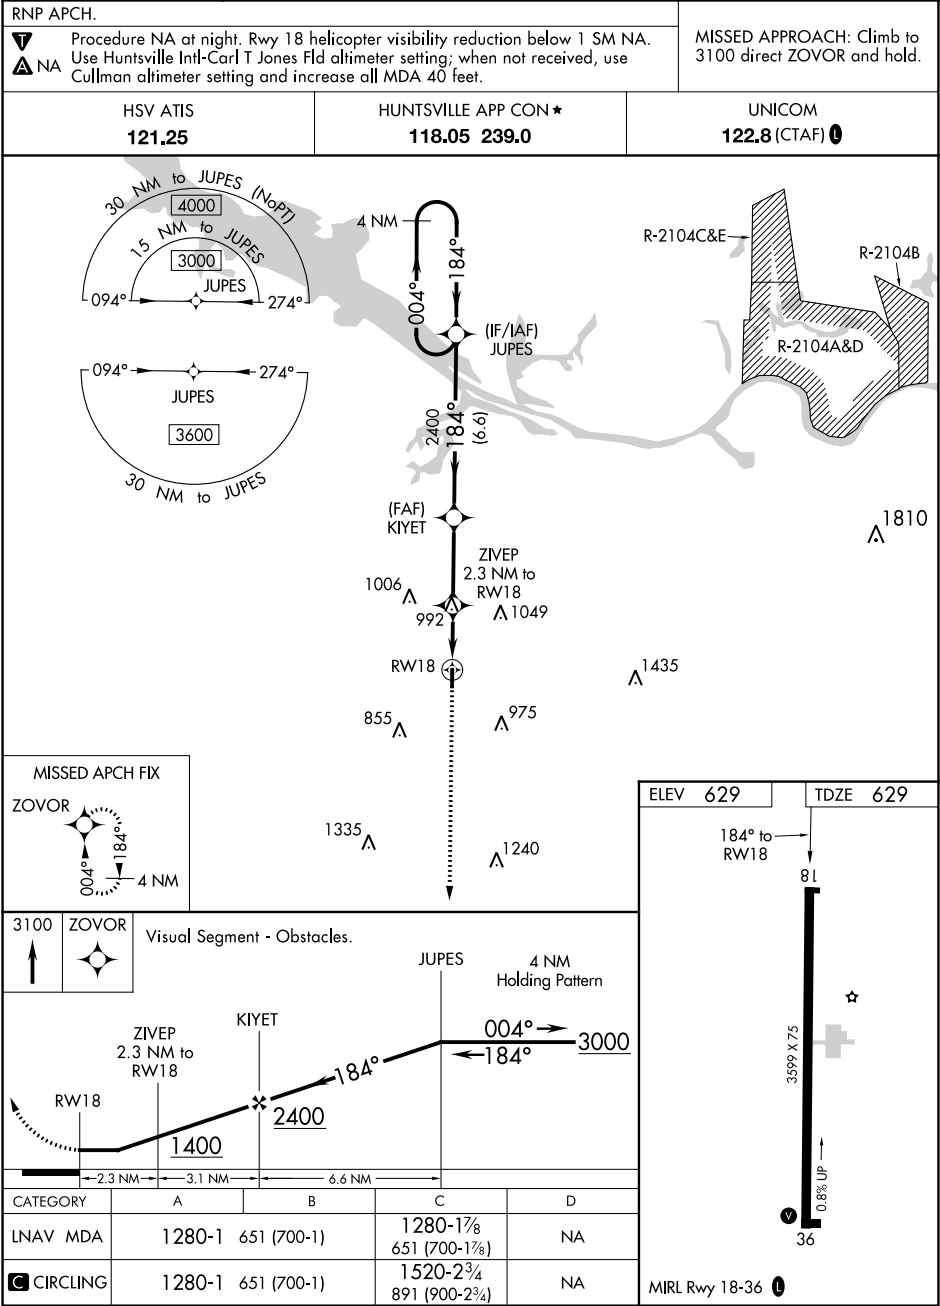 RNP APCH.
T
A NA
Procedure NA at night. Rwy 18 helicopter visibility reduction below 1 SM NA.
Use Huntsville Intl-Carl T Jones Fld altimeter setting; when not received, use
Cullman altimeter setting and increase all MDA 40 feet.
MISSED APPROACH: Climb to
3100 direct ZOVOR and hold.
HSV ATIS
121.25
HUNTSVILLE APP CON ★
118.05 239.0
UNICOM
122.8 (CTAF) L
30 NM to JUPES (NoPT)
4000
15 NM to JUPES
3000
JUPES
094°
274°
094°
274°
JUPES
3600
30 NM to JUPES
4 NM
004°
184°
(IF/IAF)
JUPES
2400
184°
(6.6)
(FAF)
KIYET
ZIVEP
2.3 NM to
RW18
1006
992
1049
RW18
1435
855
975
1335
1240
1810
R-2104C&E
R-2104B
R-2104A&D
MISSED APCH FIX
ZOVOR
004°
184°
4 NM
ELEV 629
TDZE 629
184° to
RW18
18
3599 X 75
0.8% UP
V
36
MIRL Rwy 18-36 L
3100
ZOVOR
Visual Segment - Obstacles.
JUPES
4 NM
Holding Pattern
004°
184°
3000
KIYET
184°
2400
ZIVEP
2.3 NM to
RW18
1400
RW18
2.3 NM
3.1 NM
6.6 NM
CATEGORY A B C D
LNAV MDA 1280-1 651 (700-1) 1280-1⅞ NA
651 (700-1⅞)
C CIRCLING 1280-1 651 (700-1) 1520-2¾ NA
891 (900-2¾)